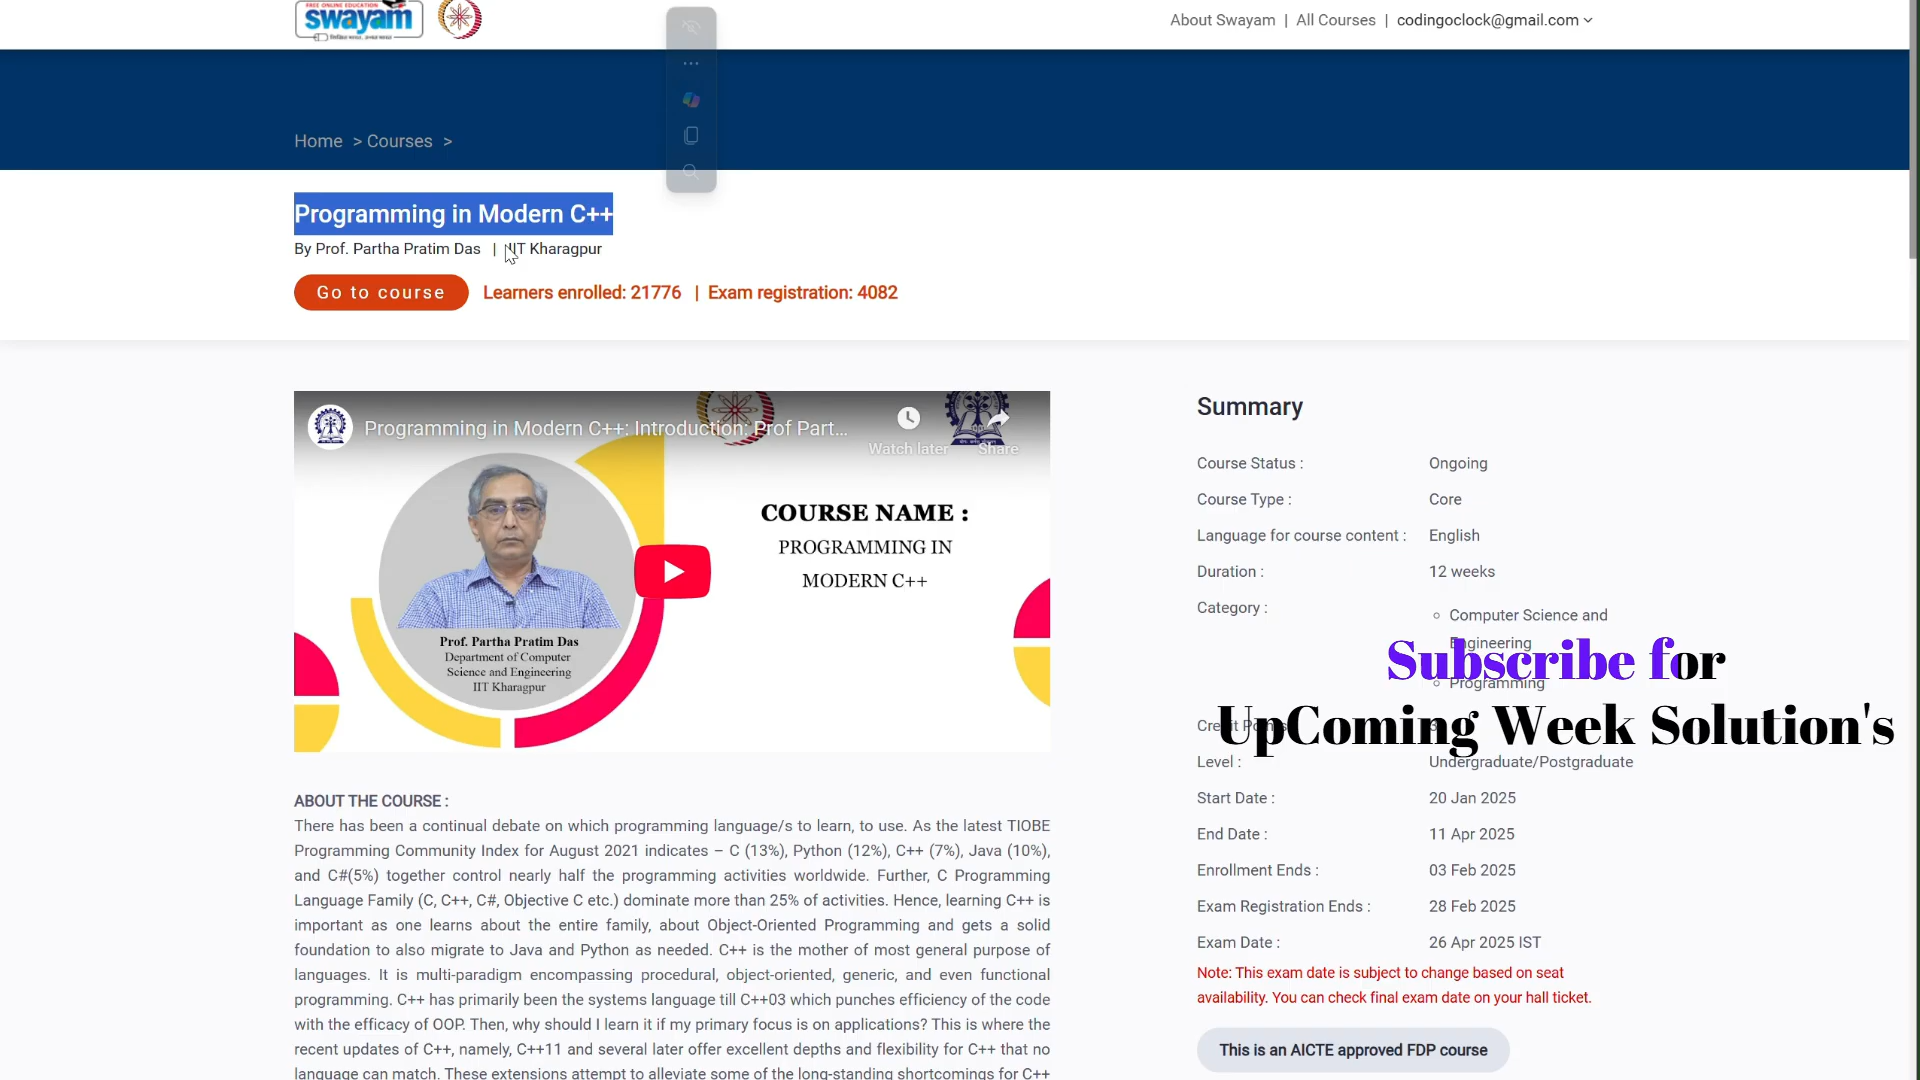 FREE ONLINE EDUCATION
swayam
About Swayam | All Courses | codingoclock@gmail.com
Home > Courses >
Programming in Modern C++
By Prof. Partha Pratim Das | IIT Kharagpur
Go to course
Learners enrolled: 21776 | Exam registration: 4082
Programming in Modern C++: Introduction: Prof Part...
Watch later
Share
COURSE NAME :
PROGRAMMING IN
MODERN C++
Prof. Partha Pratim Das
Department of Computer
Science and Engineering
IIT Kharagpur
ABOUT THE COURSE :
There has been a continual debate on which programming language/s to learn, to use. As the latest TIOBE
Programming Community Index for August 2021 indicates – C (13%), Python (12%), C++ (7%), Java (10%),
and C#(5%) together control nearly half the programming activities worldwide. Further, C Programming
Language Family (C, C++, C#, Objective C etc.) dominate more than 25% of activities. Hence, learning C++ is
important as one learns about the entire family, about Object-Oriented Programming and gets a solid
foundation to also migrate to Java and Python as needed. C++ is the mother of most general purpose of
languages. It is multi-paradigm encompassing procedural, object-oriented, generic, and even functional
programming. C++ has primarily been the systems language till C++03 which punches efficiency of the code
with the efficacy of OOP. Then, why should I learn it if my primary focus is on applications? This is where the
recent updates of C++, namely, C++11 and several later offer excellent depths and flexibility for C++ that no
language can match. These extensions attempt to alleviate some of the long-standing shortcomings for C++
Summary
Course Status : Ongoing
Course Type : Core
Language for course content : English
Duration : 12 weeks
Category :
Computer Science and
Engineering
Programming
Subscribe for
UpComing Week Solution's
Credit Points
Level : Undergraduate/Postgraduate
Start Date : 20 Jan 2025
End Date : 11 Apr 2025
Enrollment Ends : 03 Feb 2025
Exam Registration Ends : 28 Feb 2025
Exam Date : 26 Apr 2025 IST
Note: This exam date is subject to change based on seat
availability. You can check final exam date on your hall ticket.
This is an AICTE approved FDP course